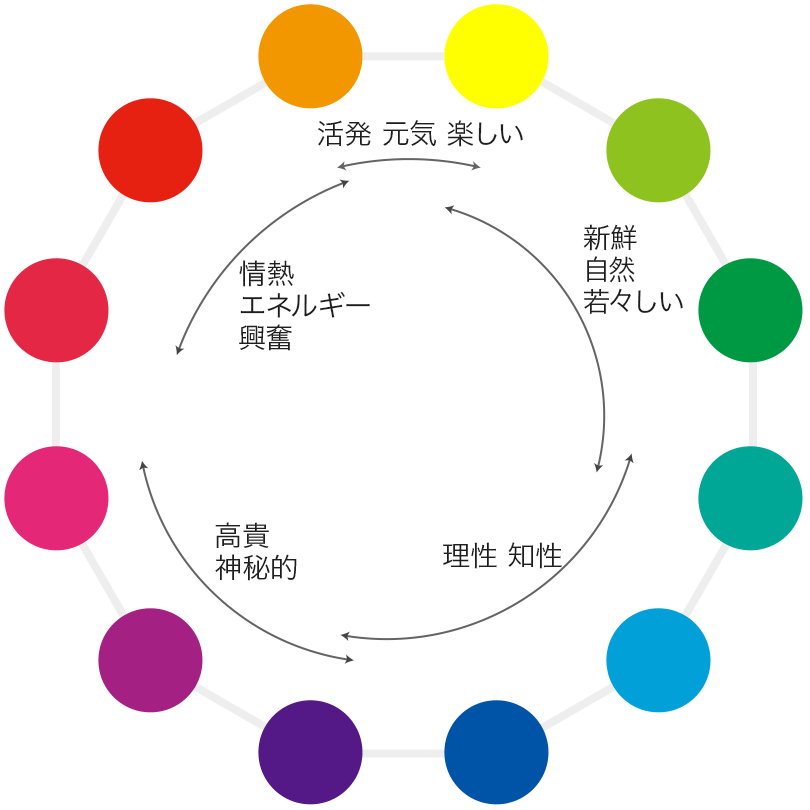 活発 元気 楽しい
新鮮
自然
若々しい
情熱
エネルギー
興奮
高貴
神秘的
理性 知性